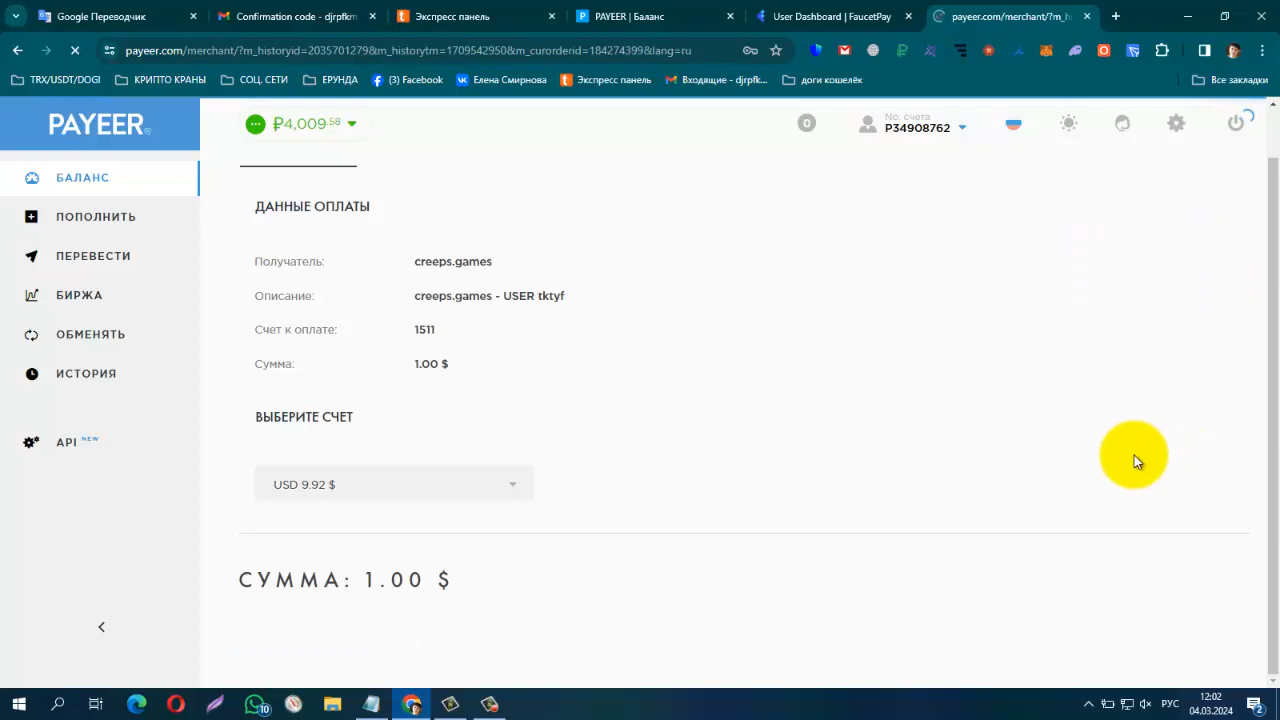 Google Переводчик
Confirmation code - djrpfkm
Экспресс панель
PAYEER | Баланс
User Dashboard | FaucetPay
payeer.com/merchant/?m_hi
payeer.com/merchant/?m_historyid=2035701279&m_historytm=1709542950&m_curorderid=184274399&lang=ru
TRX/USDT/DOGI
КРИПТО КРАНЫ
СОЦ. СЕТИ
ЕРУНДА
(3) Facebook
Елена Смирнова
Экспресс панель
Входящие - djrpfk...
доги кошелёк
Все закладки
PAYEER
₽4,009.58
0
No. счета
P34908762
БАЛАНС
ПОПОЛНИТЬ
ПЕРЕВЕСТИ
БИРЖА
ОБМЕНЯТЬ
ИСТОРИЯ
API NEW
ДАННЫЕ ОПЛАТЫ
Получатель: creeps.games
Описание: creeps.games - USER tktyf
Счет к оплате: 1511
Сумма: 1.00 $
ВЫБЕРИТЕ СЧЕТ
USD 9.92 $
СУММА: 1.00 $
10
РУС
12:02
04.03.2024
2